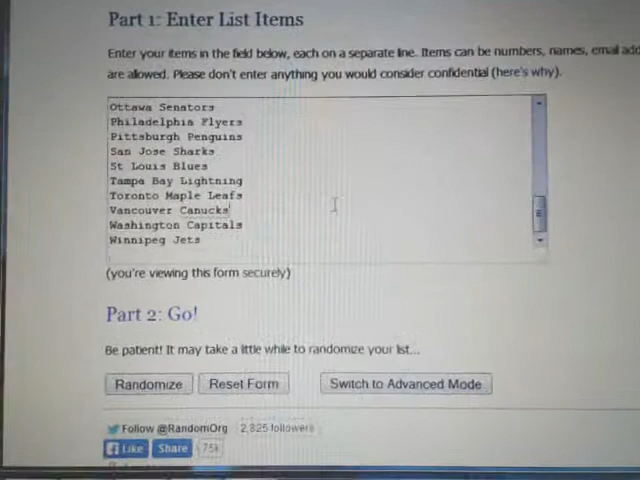 Part 1: Enter List Items
Enter your items in the field below, each on a separate line. Items can be numbers, names, email add
are allowed. Please don't enter anything you would consider confidential (here's why).
Ottawa Senators
Philadelphia Flyers
Pittsburgh Penguins
San Jose Sharks
St Louis Blues
Tampa Bay Lightning
Toronto Maple Leafs
Vancouver Canucks
Washington Capitals
Winnipeg Jets
(you're viewing this form securely)
Part 2: Go!
Be patient! It may take a little while to randomize your list...
Randomize Reset Form Switch to Advanced Mode
Follow @RandomOrg 2,825 followers
Like Share 75k